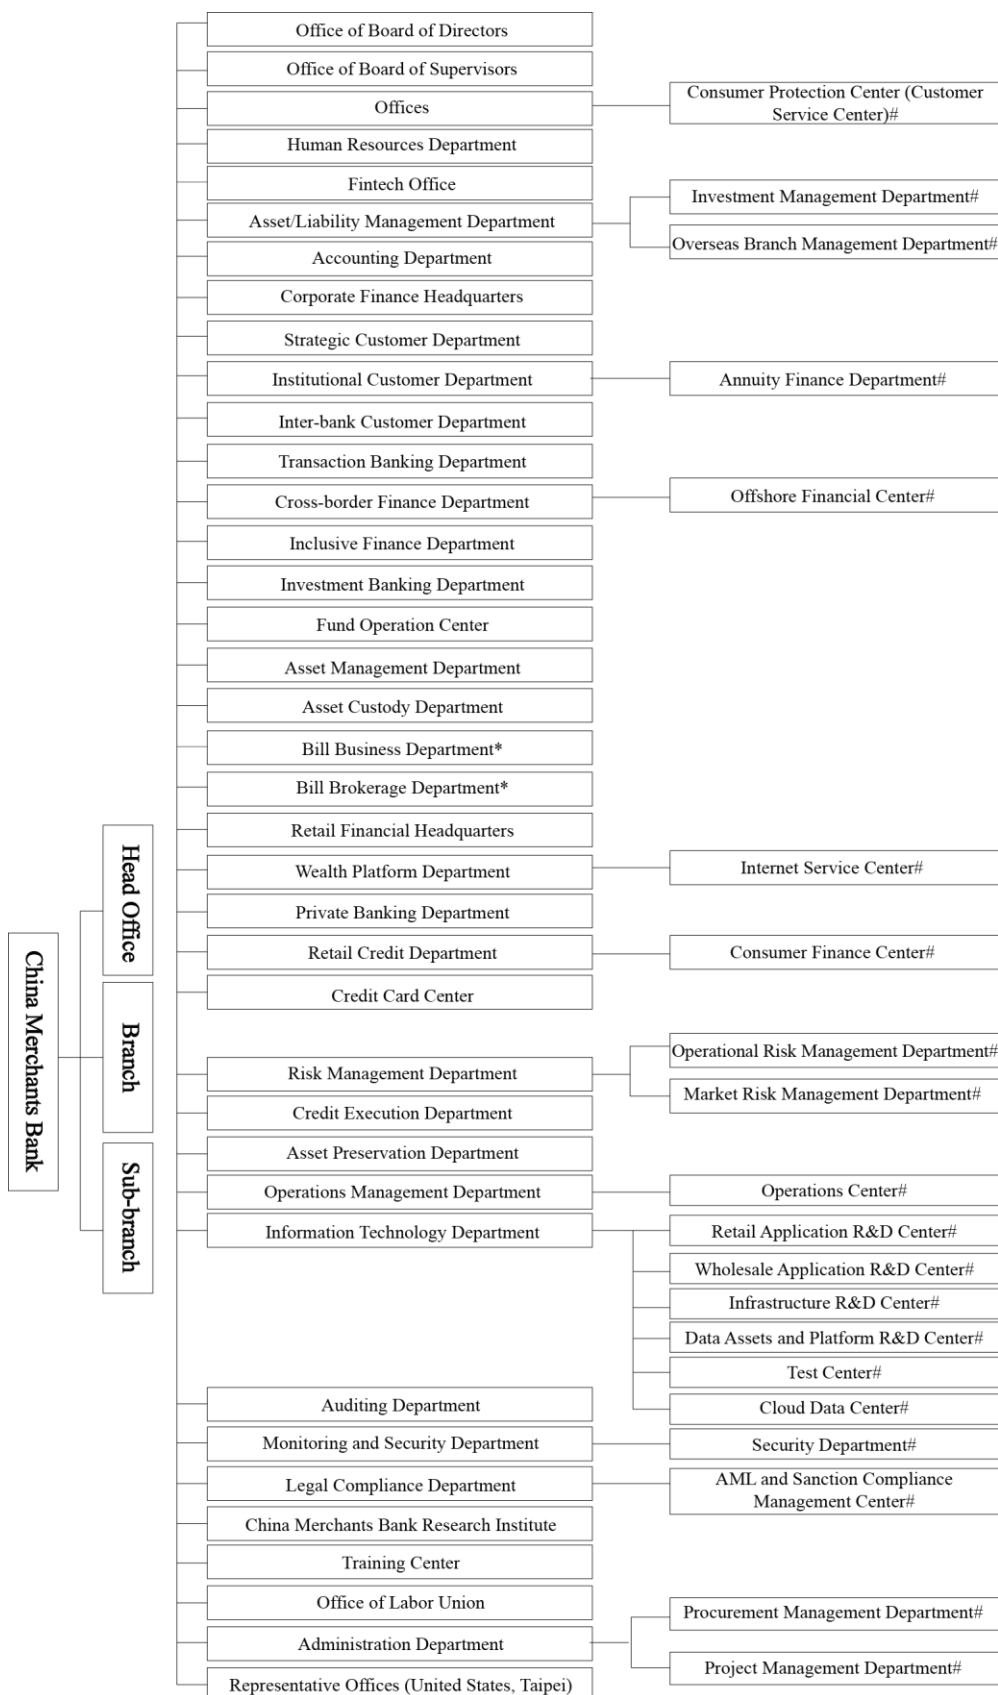 China Merchants Bank
Head Office
Branch
Sub-branch
Office of Board of Directors
Office of Board of Supervisors
Offices
Consumer Protection Center (Customer
Service Center)#
Human Resources Department
Fintech Office
Asset/Liability Management Department
Investment Management Department#
Overseas Branch Management Department#
Accounting Department
Corporate Finance Headquarters
Strategic Customer Department
Institutional Customer Department
Annuity Finance Department#
Inter-bank Customer Department
Transaction Banking Department
Cross-border Finance Department
Offshore Financial Center#
Inclusive Finance Department
Investment Banking Department
Fund Operation Center
Asset Management Department
Asset Custody Department
Bill Business Department*
Bill Brokerage Department*
Retail Financial Headquarters
Wealth Platform Department
Internet Service Center#
Private Banking Department
Retail Credit Department
Consumer Finance Center#
Credit Card Center
Risk Management Department
Operational Risk Management Department#
Market Risk Management Department#
Credit Execution Department
Asset Preservation Department
Operations Management Department
Operations Center#
Information Technology Department
Retail Application R&D Center#
Wholesale Application R&D Center#
Infrastructure R&D Center#
Data Assets and Platform R&D Center#
Test Center#
Cloud Data Center#
Auditing Department
Monitoring and Security Department
Security Department#
Legal Compliance Department
AML and Sanction Compliance
Management Center#
China Merchants Bank Research Institute
Training Center
Office of Labor Union
Administration Department
Procurement Management Department#
Project Management Department#
Representative Offices (United States, Taipei)